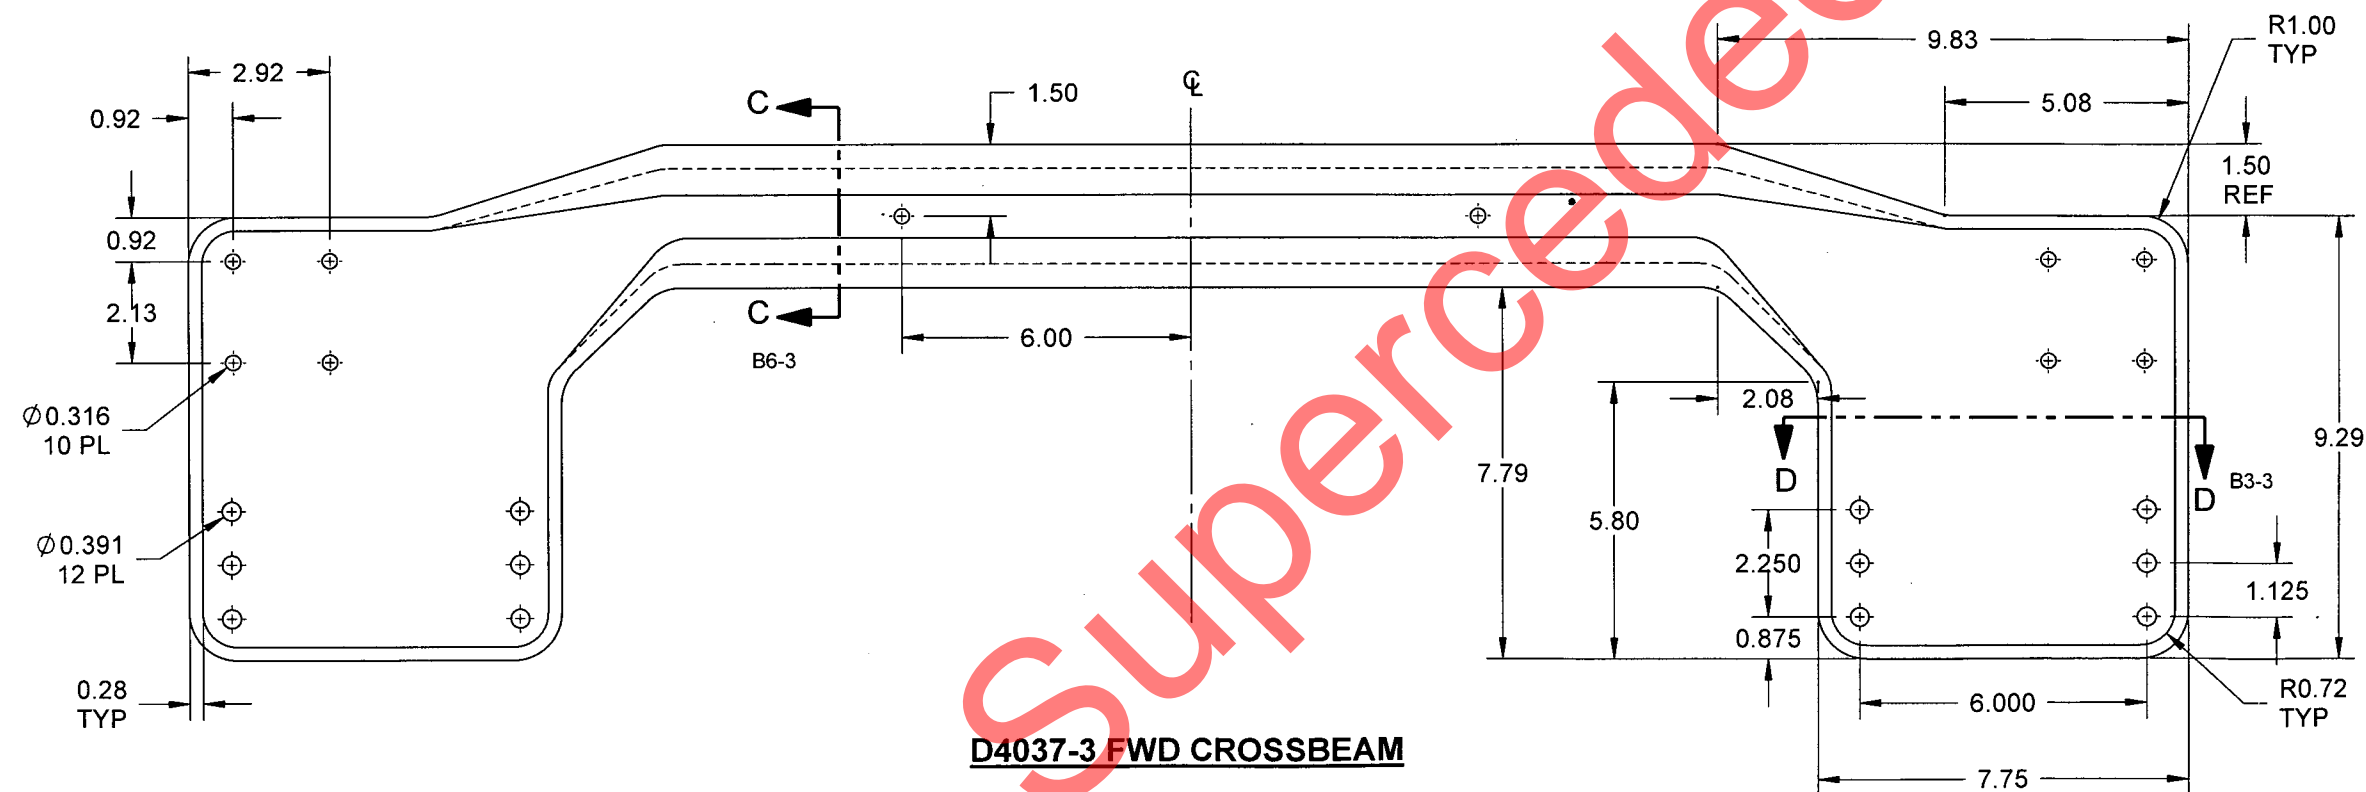 9.83
R1.00
TYP
2.92
C
1.50
℄
5.08
0.92
1.50
REF
0.92
2.13
C
6.00
B6-3
2.08
Ø0.316
10 PL
9.29
7.79
D
B3-3
D
5.80
Ø0.391
12 PL
2.250
1.125
0.875
0.28
TYP
6.000
R0.72
TYP
D4037-3 FWD CROSSBEAM
7.75
Superceded